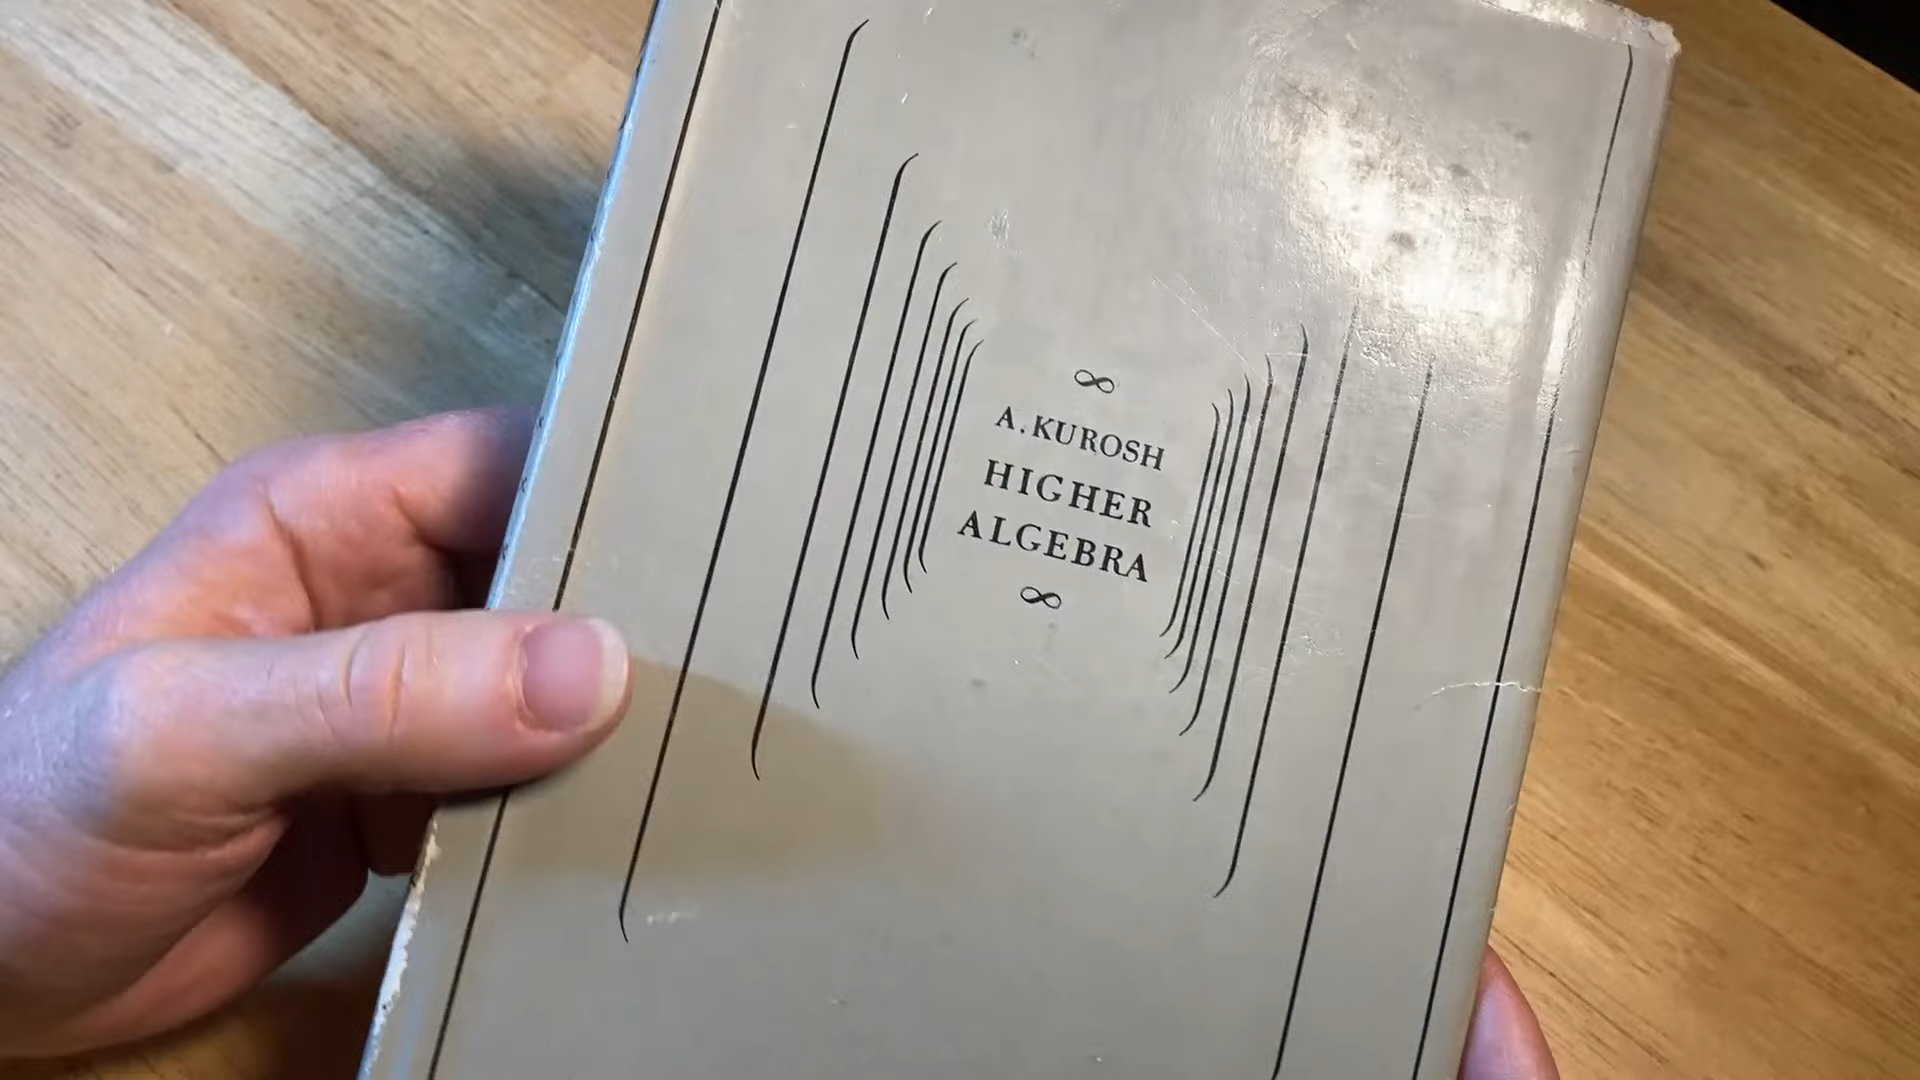 ∞
A. KUROSH
HIGHER
ALGEBRA
∞